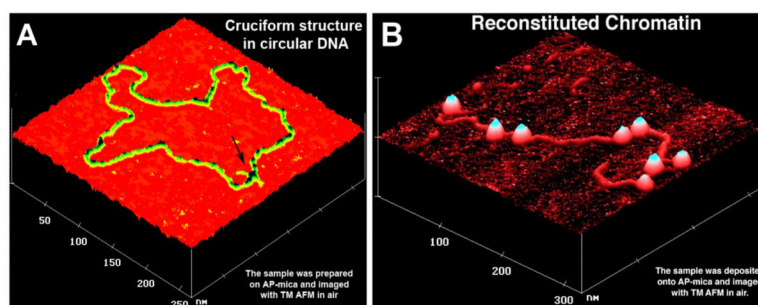 A
Cruciform structure
in circular DNA
50
100
150
200
250
nM
The sample was prepared
on AP-mica and imaged
with TM AFM in air
B
Reconstituted Chromatin
100
200
300
nM
The sample was deposite
onto AP-mica and image
with TM AFM in air.